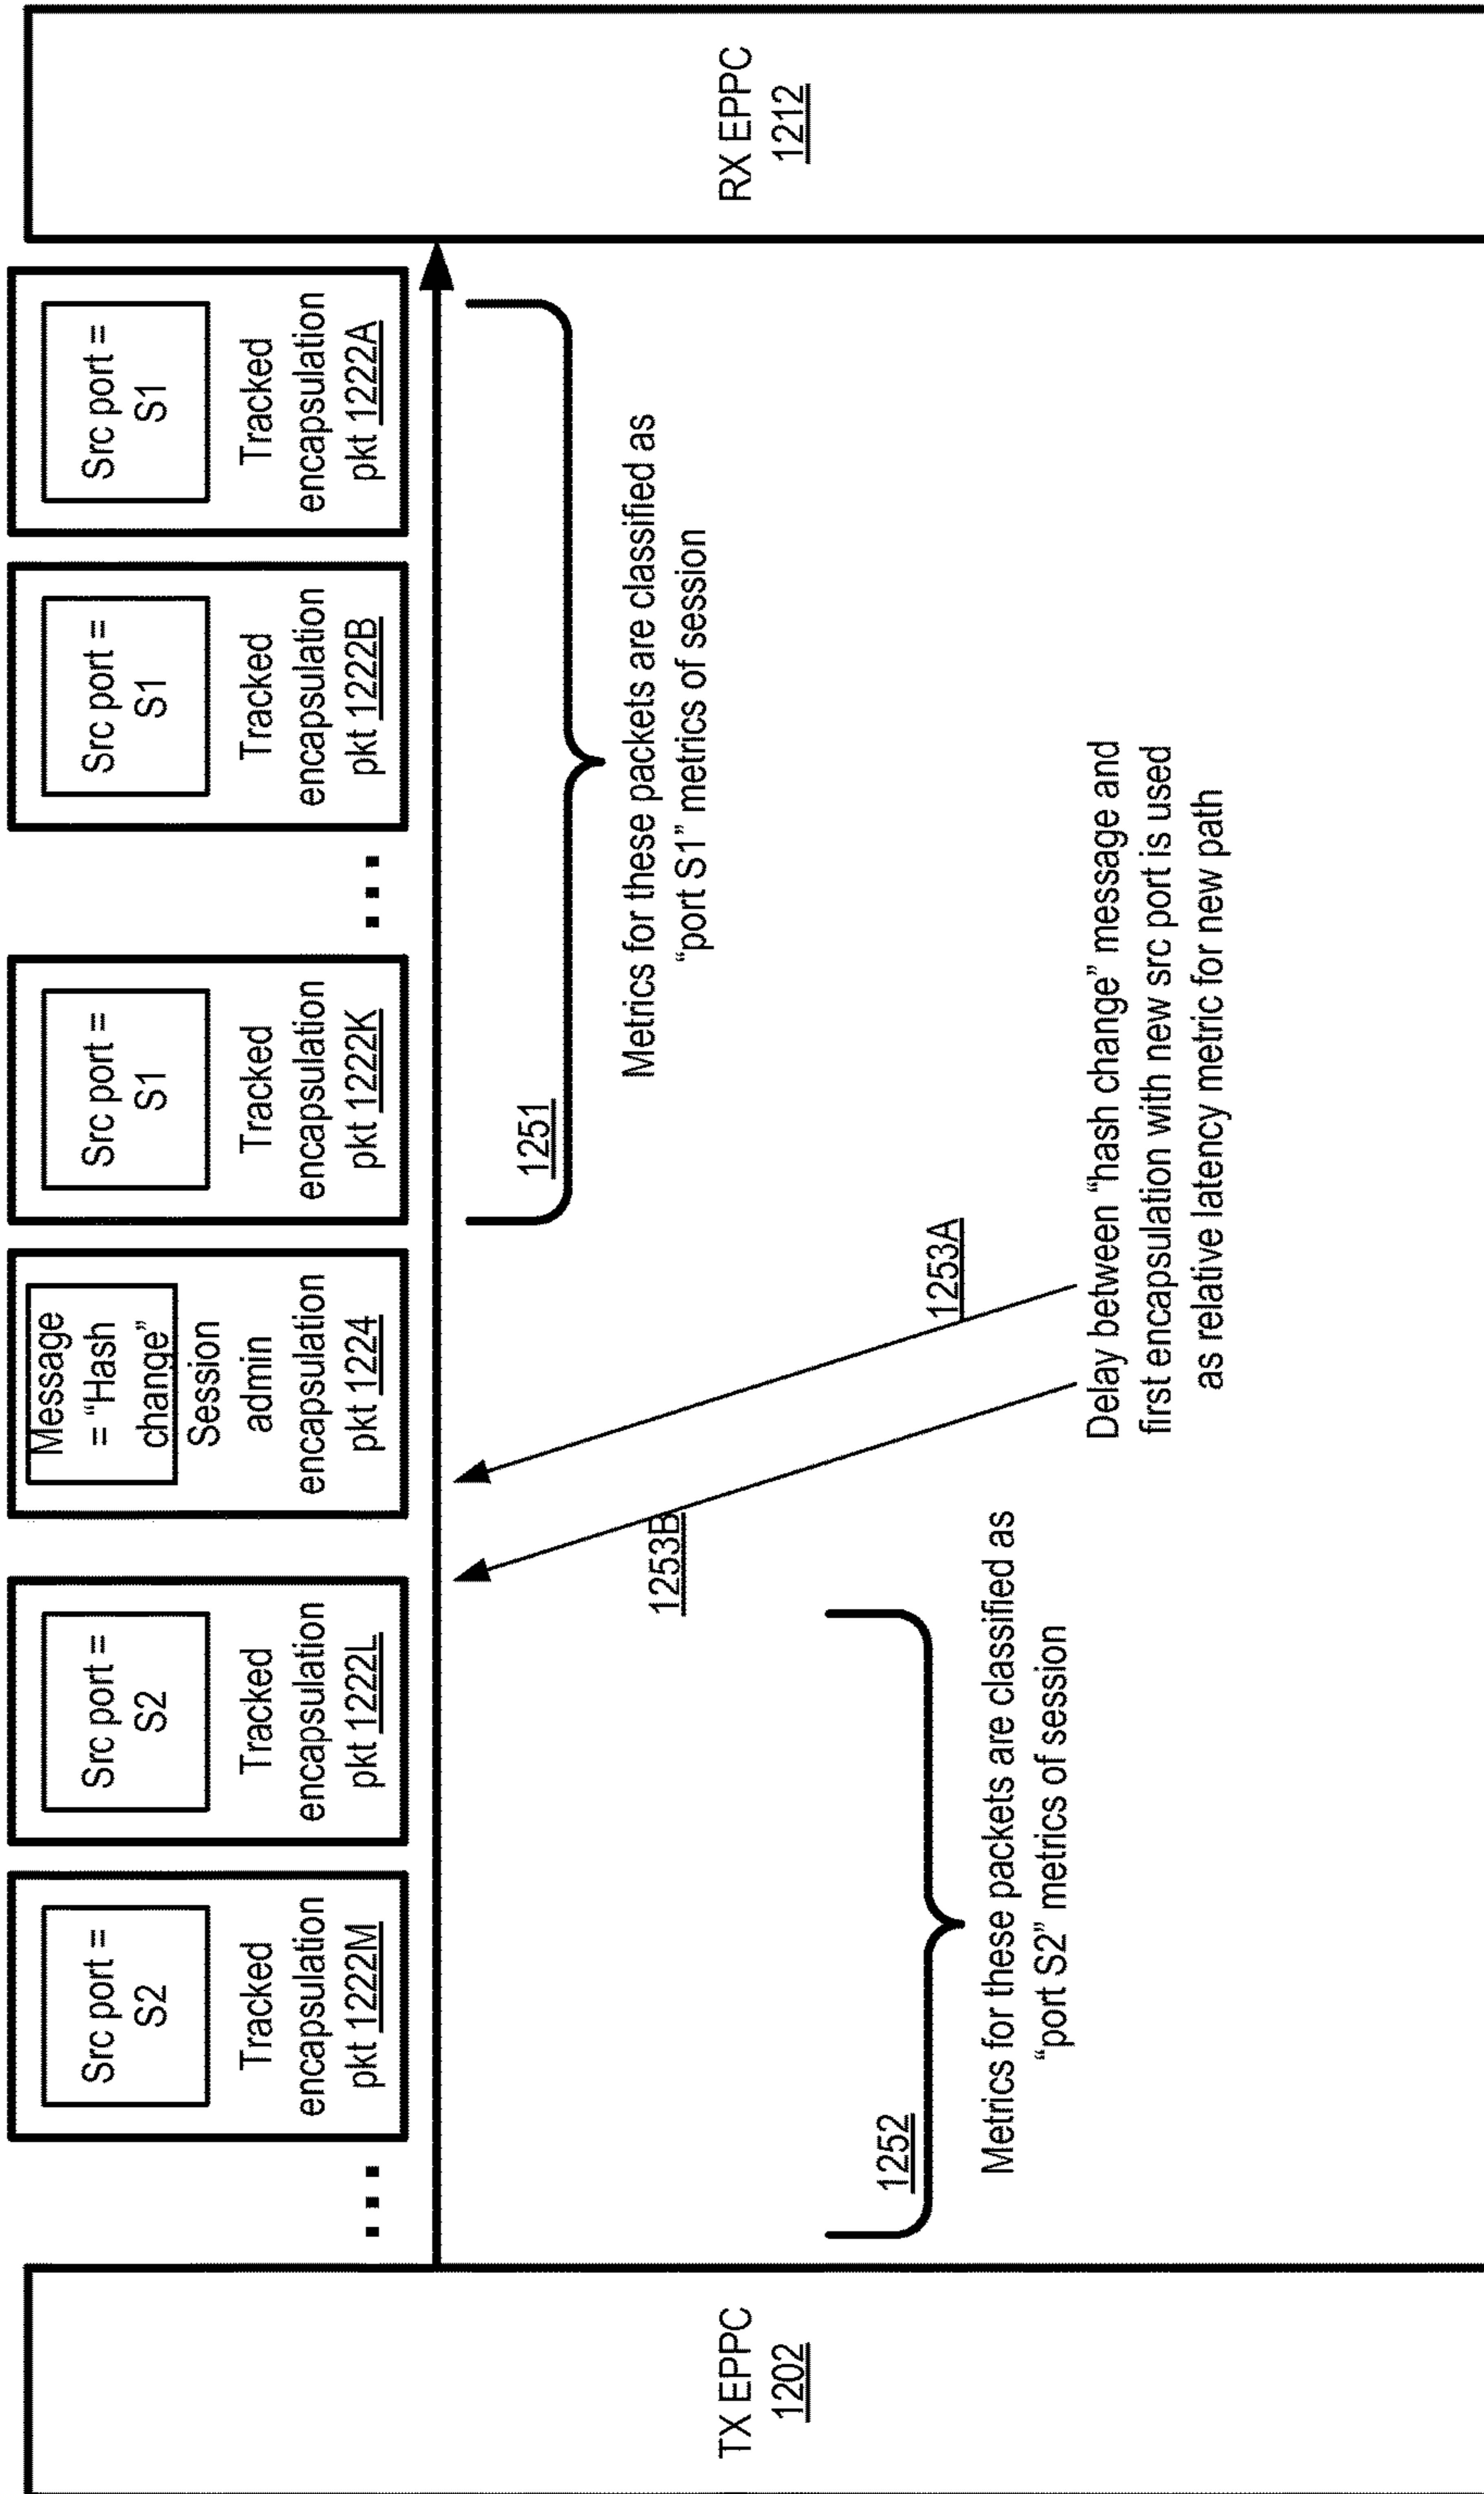 TX EPPC
1202
Src port =
S2
Tracked
encapsulation
pkt 1222M
Src port =
S2
Tracked
encapsulation
pkt 1222L
Message
= “Hash
change”
Session
admin
encapsulation
pkt 1224
Src port =
S1
Tracked
encapsulation
pkt 1222K
Src port =
S1
Tracked
encapsulation
pkt 1222B
Src port =
S1
Tracked
encapsulation
pkt 1222A
RX EPPC
1212
1251
Metrics for these packets are classified as
“port S1” metrics of session
1252
Metrics for these packets are classified as
“port S2” metrics of session
1253B
1253A
Delay between “hash change” message and
first encapsulation with new src port is used
as relative latency metric for new path